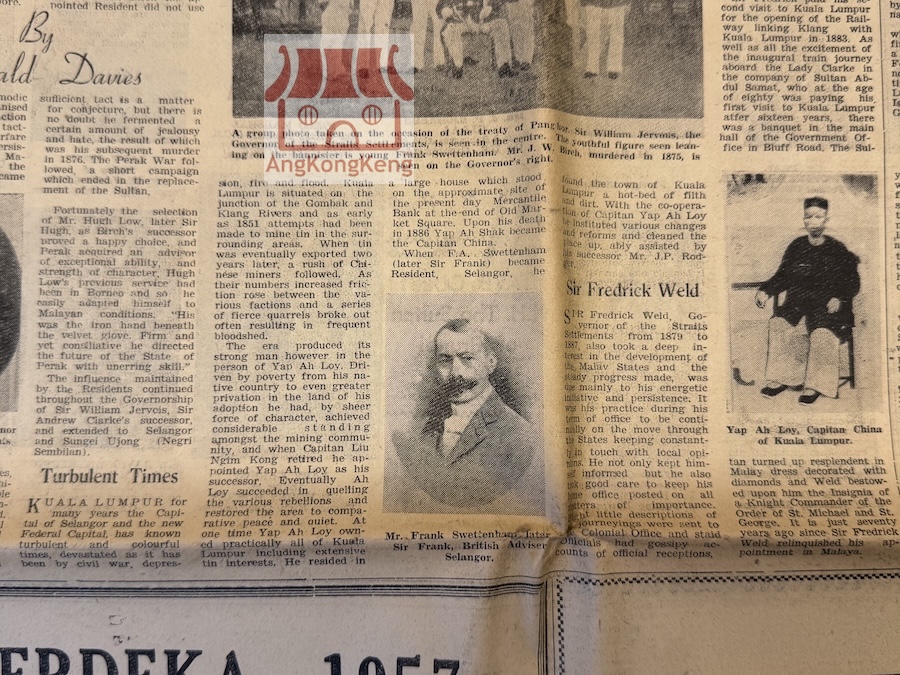 pointed Resident did not use
By
ald Davies
sufficient tact is a matter
for conjecture, but there is
no doubt he fermented a
certain amount of jealousy
and hate, the result of which
was his subsequent murder
in 1876. The Perak War fol-
lowed, a short campaign
which ended in the replace-
ment of the Sultan.
Fortunately the selection
of Mr. Hugh Low, later Sir
Hugh, as Birch's successor
proved a happy choice, and
Perak acquired an advisor
of exceptional ability, and
strength of character. Hugh
Low's previous service had
been in Borneo and so he
easily adapted himself to
Malayan conditions. "His
was the iron hand beneath
the velvet glove. Firm and
yet conciliative he directed
the future of the State of
Perak with unerring skill."
The influence maintained
by the Residents continued
throughout the Governorship
of Sir William Jervois, Sir
Andrew Clarke's successor,
and extended to Selangor
and Sungei Ujong (Negri
Sembilan).
Turbulent Times
KUALA LUMPUR for
many years the Capi-
tal of Selangor and the new
Federal Capital, has known
turbulent and colourful
times, devastated as it has
been by civil war, depres-
A group photo taken on the occasion of the treaty of Pangkor. Sir William Jervois, the
Governor of the Straits Settlements, is seen in the centre. The youthful figure seen lean-
ing on the bannister is young Frank Swettenham. Mr. J. W. Birch, murdered in 1875, is
seen on the Governor's right.
AngKongKeng
sion, fire and flood. Kuala
Lumpur is situated on the
junction of the Gombak and
Klang Rivers and as early
as 1851 attempts had been
made to mine tin in the sur-
rounding areas. When tin
was eventually exported two
years later, a rush of Chi-
nese miners followed. As
their numbers increased fric-
tion rose between the va-
rious factions and a series
of fierce quarrels broke out
often resulting in frequent
bloodshed.
The era produced its
strong man however in the
person of Yap Ah Loy. Dri-
ven by poverty from his na-
tive country to even greater
privation in the land of his
adoption he had, by sheer
force of character, achieved
considerable standing
amongst the mining commu-
nity, and when Capitan Liu
Ngim Kong retired he ap-
pointed Yap Ah Loy as his
successor. Eventually Ah
Loy succeeded in quelling
the various rebellions and
restored the area to compa-
rative peace and quiet. At
one time Yap Ah Loy own-
ed practically all of Kuala
Lumpur including extensive
tin interests. He resided in
a large house which stood
on the approximate site of
the present day Mercantile
Bank at the end of Old Mar-
ket Square. Upon his death
in 1886 Yap Ah Shak became
the Capitan China.
When F.A. Swettenham
(later Sir Frank) became
Resident, Selangor, he
Mr. Frank Swettenham, later
Sir Frank, British Adviser
Selangor.
found the town of Kuala
Lumpur a hot-bed of filth
and dirt. With the co-opera-
tion of Capitan Yap Ah Loy
instituted various changes
and reforms and cleaned the
place up, ably assisted by
his successor Mr. J.P. Rod-
ger.
Sir Fredrick Weld
SIR Fredrick Weld, Go-
vernor of the Straits
Settlements from 1879 to
1887, also took a deep in-
terest in the development of
the Malay States and the
steady progress made, was
due mainly to his energetic
initiative and persistence. It
was his practice during his
term of office to be conti-
nually on the move through
the States keeping constant-
ly in touch with local opi-
nions. He not only kept him-
self informed but he also
took good care to keep his
home office posted on all
matters of importance.
little descriptions of
journeyings were sent to
Colonial Office and staid
officials had gossipy ac-
counts of official receptions,
cond visit to Kuala Lumpur
for the opening of the Rail-
way linking Klang with
Kuala Lumpur in 1883. As
well as all the excitement of
the inaugural train journey
aboard the Lady Clarke in
the company of Sultan Ab-
dul Samat, who at the age
of eighty was paying his
first visit to Kuala Lumpur
atfer sixteen years, there
was a banquet in the main
hall of the Government Of-
fice in Bluff Road. The Sul-
Yap Ah Loy, Capitan China
of Kuala Lumpur.
tan turned up resplendent in
Malay dress decorated with
diamonds and Weld bestow-
ed upon him the Insignia of
a Knight Commander of the
Order of St. Michael and St.
George. It is just seventy
years ago since Sir Fredrick
Weld relinquished his ap-
pointment in Malaya.
ERDEKA 1957